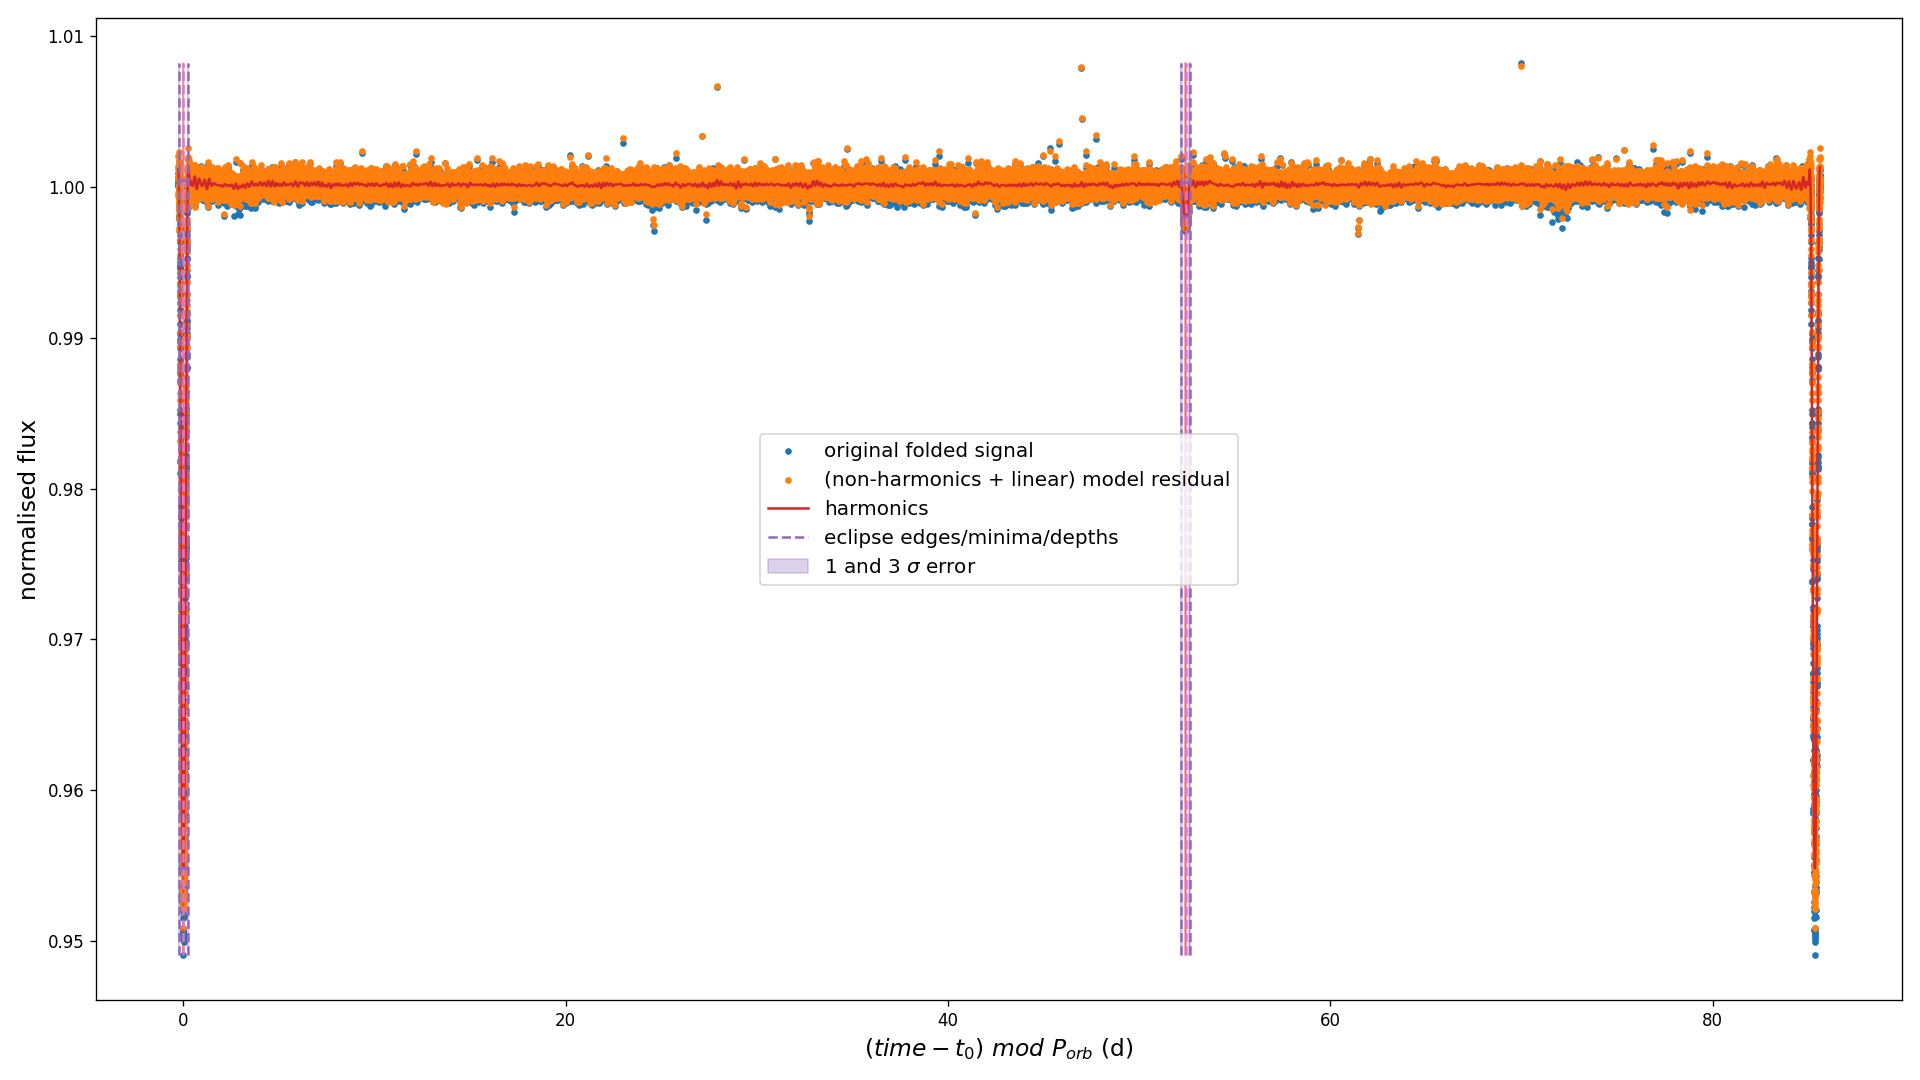 1.01
1.00
0.99
0.98
0.97
0.96
0.95
normalised flux
original folded signal
(non-harmonics + linear) model residual
harmonics
eclipse edges/minima/depths
1 and 3 σ error
0 20 40 60 80
(time − t₀) mod Pₒᵣb (d)